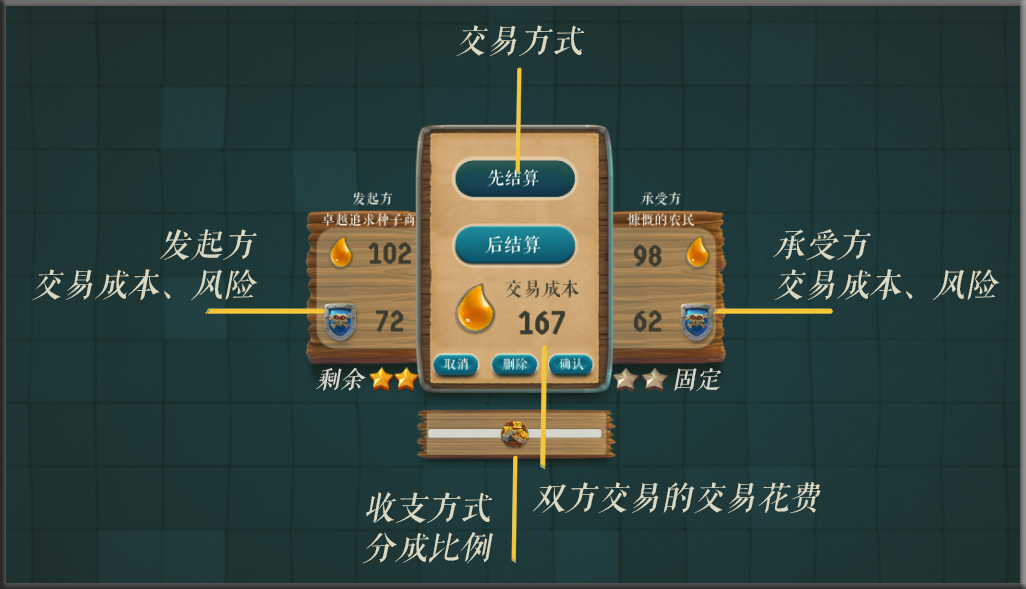 交易方式
先结算
发起方
卓越追求种子商
承受方
慷慨的农民
发起方
交易成本、风险
102
72
后结算
交易成本
167
98
62
承受方
交易成本、风险
取消
删除
确认
剩余
固定
收支方式
分成比例
双方交易的交易花费